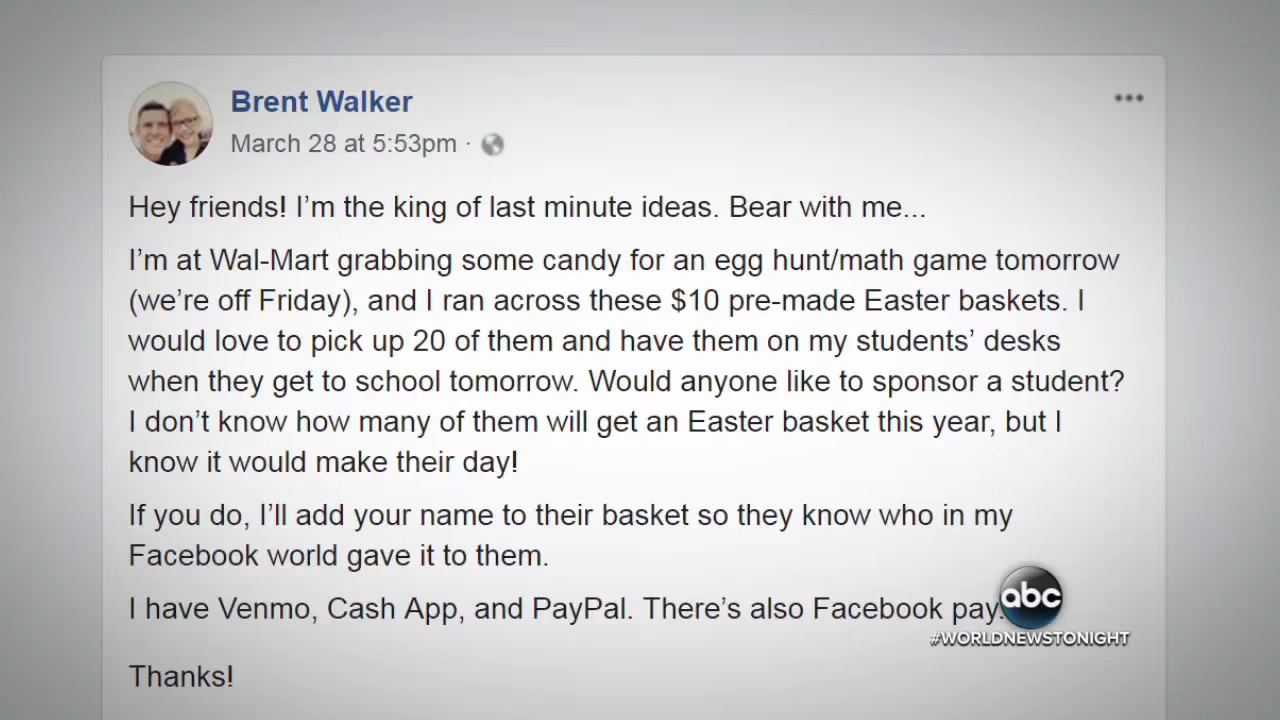 Brent Walker
March 28 at 5:53pm ·
Hey friends! I’m the king of last minute ideas. Bear with me...
I’m at Wal-Mart grabbing some candy for an egg hunt/math game tomorrow
(we’re off Friday), and I ran across these $10 pre-made Easter baskets. I
would love to pick up 20 of them and have them on my students’ desks
when they get to school tomorrow. Would anyone like to sponsor a student?
I don’t know how many of them will get an Easter basket this year, but I
know it would make their day!
If you do, I’ll add your name to their basket so they know who in my
Facebook world gave it to them.
I have Venmo, Cash App, and PayPal. There’s also Facebook pay.
abc
#WORLDNEWSTONIGHT
Thanks!